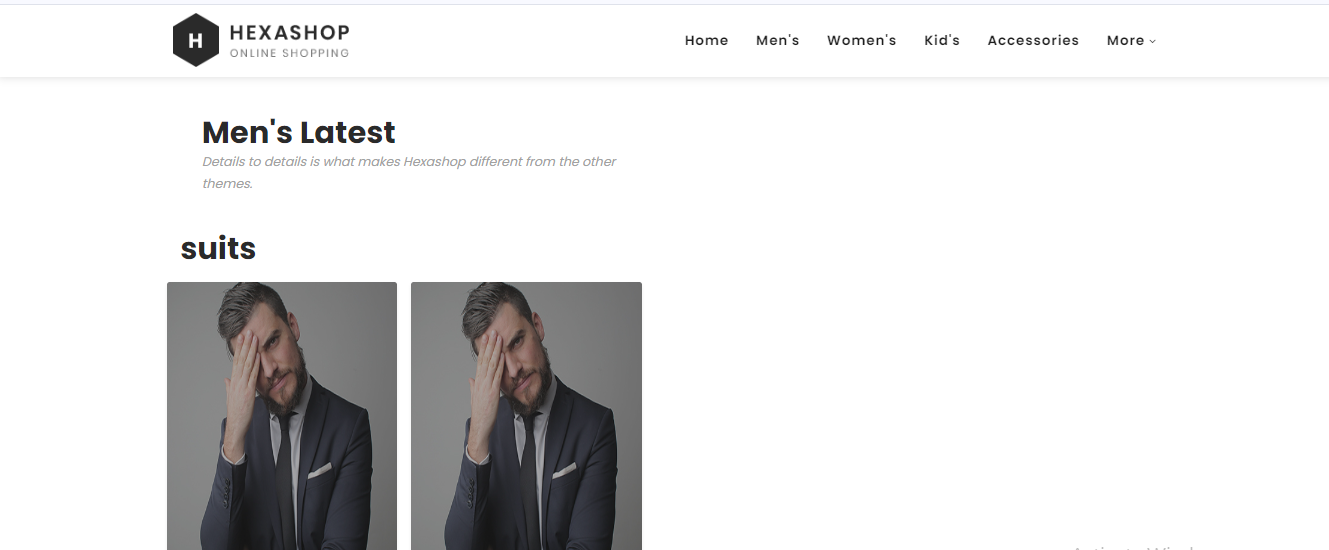 H
HEXASHOP
ONLINE SHOPPING
Home Men's Women's Kid's Accessories More
Men's Latest
Details to details is what makes Hexashop different from the other
themes.
suits